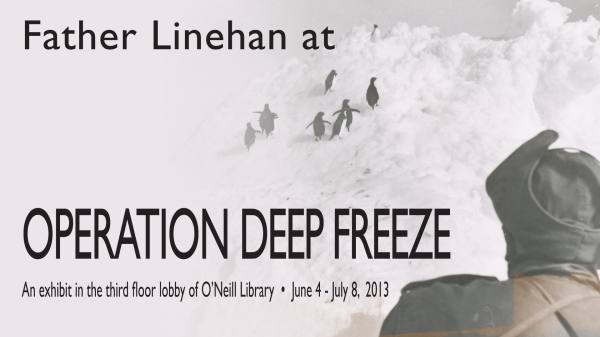 Father Linehan at
OPERATION DEEP FREEZE
An exhibit in the third floor lobby of O'Neill Library • June 4 - July 8, 2013